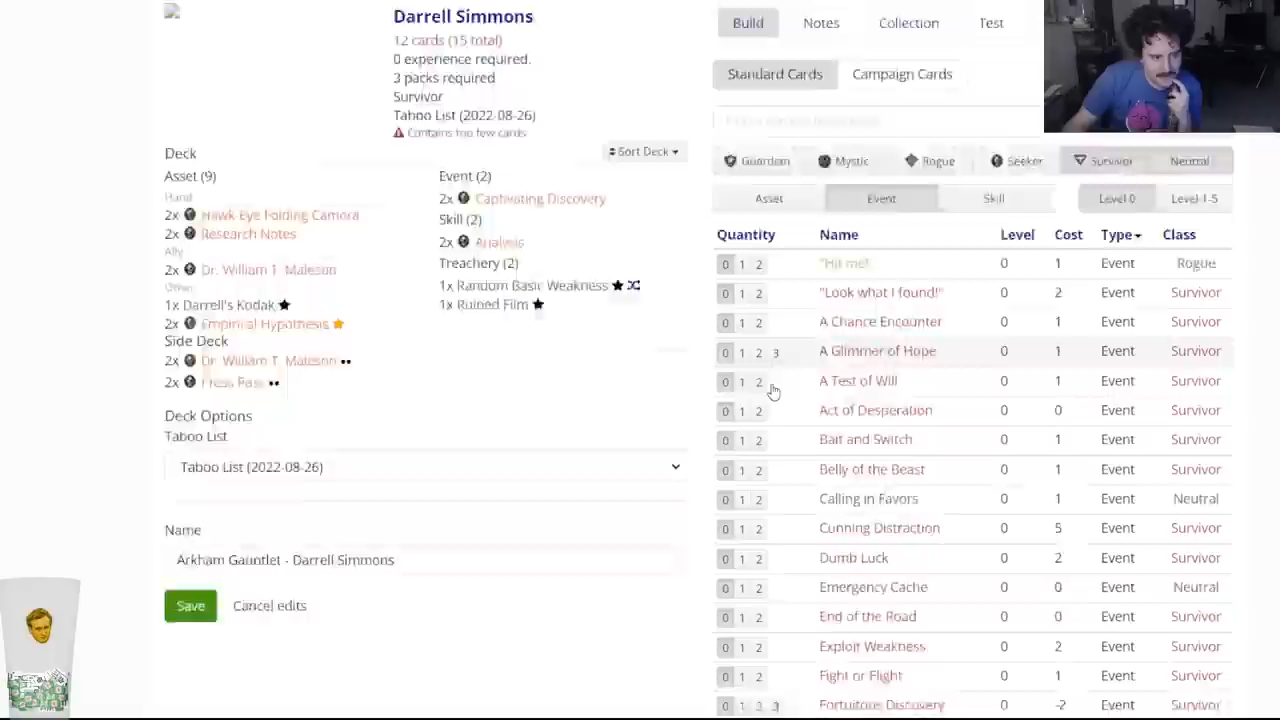 Darrell Simmons
12 cards (15 total)
0 experience required.
3 packs required
Survivor
Taboo List (2022-08-26)
Contains too few cards
Deck
Sort Deck
Asset (9)
Hand
2x Hawk-Eye Folding Camera
2x Research Notes
Ally
2x Dr. William T. Maleson
Other
1x Darrell's Kodak
2x Empirical Hypothesis
Side Deck
2x Dr. William T. Maleson
2x Press Pass
Event (2)
2x Captivating Discovery
Skill (2)
2x Analysis
Treachery (2)
1x Random Basic Weakness
1x Ruined Film
Deck Options
Taboo List
Taboo List (2022-08-26)
Name
Arkham Gauntlet - Darrell Simmons
Save Cancel edits
Build Notes Collection Test
Standard Cards Campaign Cards
Guardian Mystic Rogue Seeker Survivor Neutral
Asset Event Skill Level 0 Level 1-5
Quantity Name Level Cost Type Class
0 1 2 "Hit me!" 0 1 Event Rogue
0 1 2 "Look what I found!" 0 2 Event Survivor
0 1 2 A Chance Encounter 0 1 Event Survivor
0 1 2 3 A Glimmer of Hope 0 1 Event Survivor
0 1 2 A Test of Will 0 1 Event Survivor
0 1 2 Act of Desperation 0 0 Event Survivor
0 1 2 Bait and Switch 0 1 Event Survivor
0 1 2 Belly of the Beast 0 1 Event Survivor
0 1 2 Calling in Favors 0 1 Event Neutral
0 1 2 Cunning Distraction 0 5 Event Survivor
0 1 2 Dumb Luck 0 2 Event Survivor
0 1 2 Emergency Cache 0 0 Event Neutral
0 1 2 End of the Road 0 0 Event Survivor
0 1 2 Exploit Weakness 0 2 Event Survivor
0 1 2 Fight or Flight 0 1 Event Survivor
Fortuitous Discovery 0 -2 Event Survivor